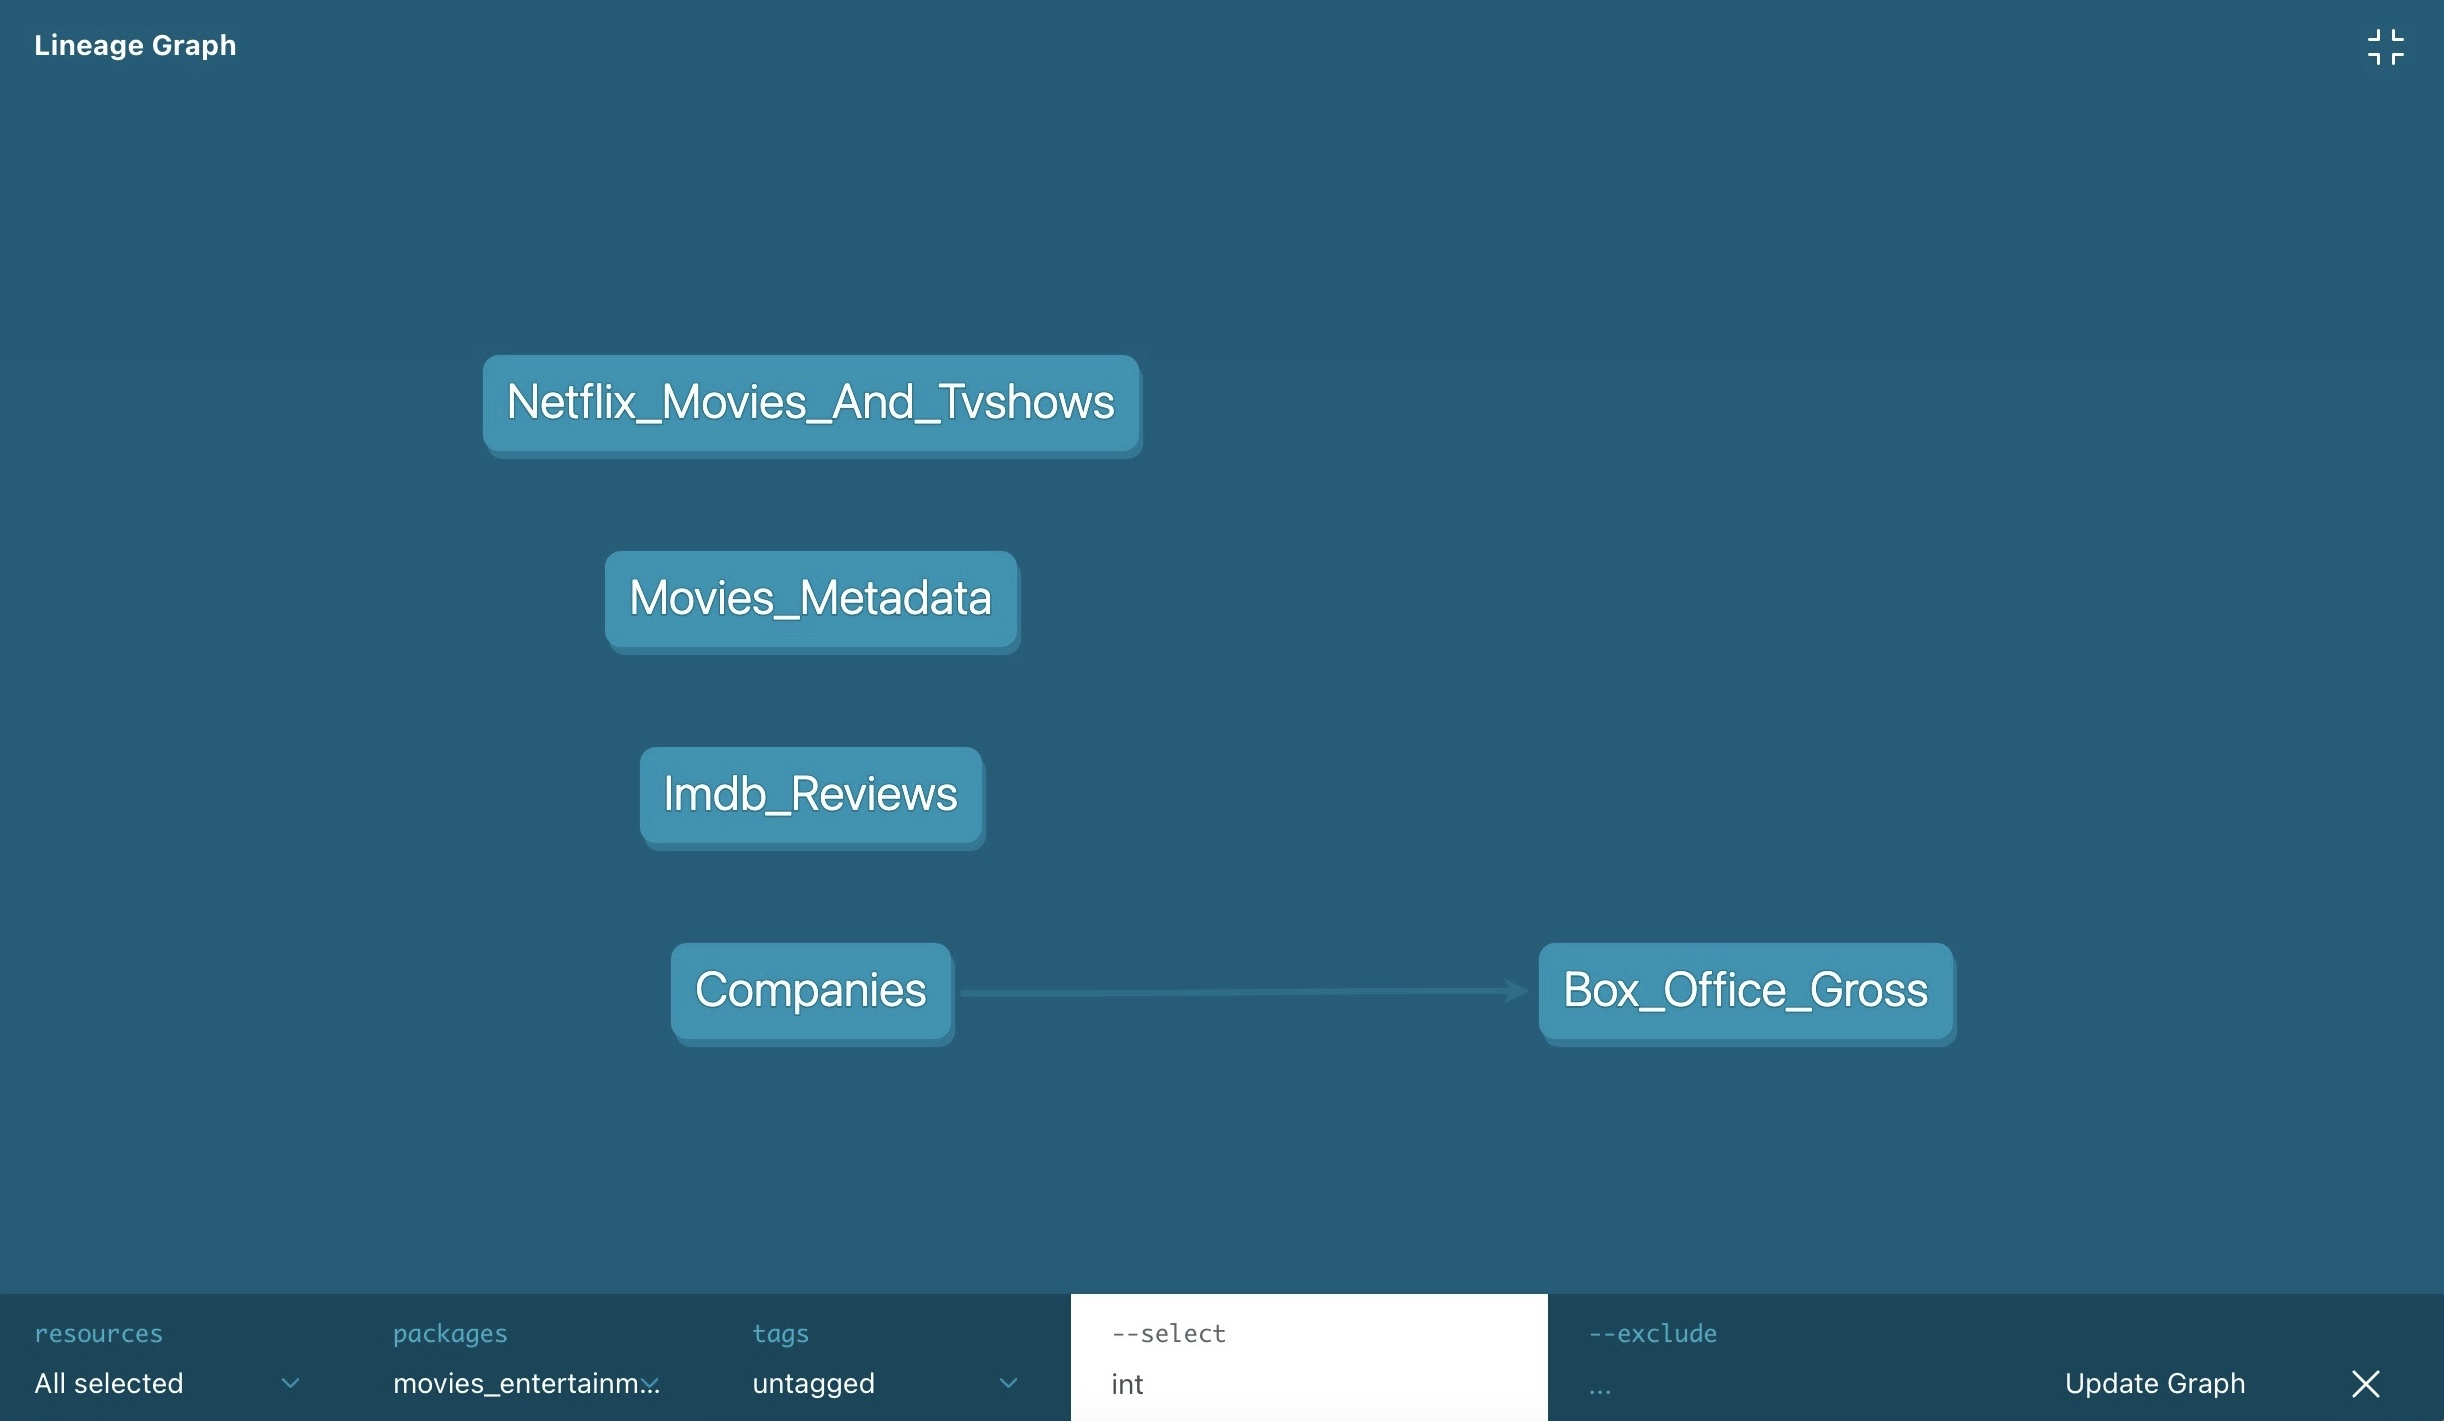 Lineage Graph
Netflix_Movies_And_Tvshows
Movies_Metadata
Imdb_Reviews
Companies
Box_Office_Gross
resources
All selected
packages
movies_entertainm...
tags
untagged
--select
int
--exclude
...
Update Graph